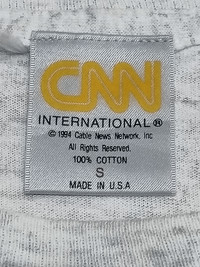 CNN
INTERNATIONAL®
© 1994 Cable News Network, Inc
All Rights Reserved.
100% COTTON
S
MADE IN U.S.A